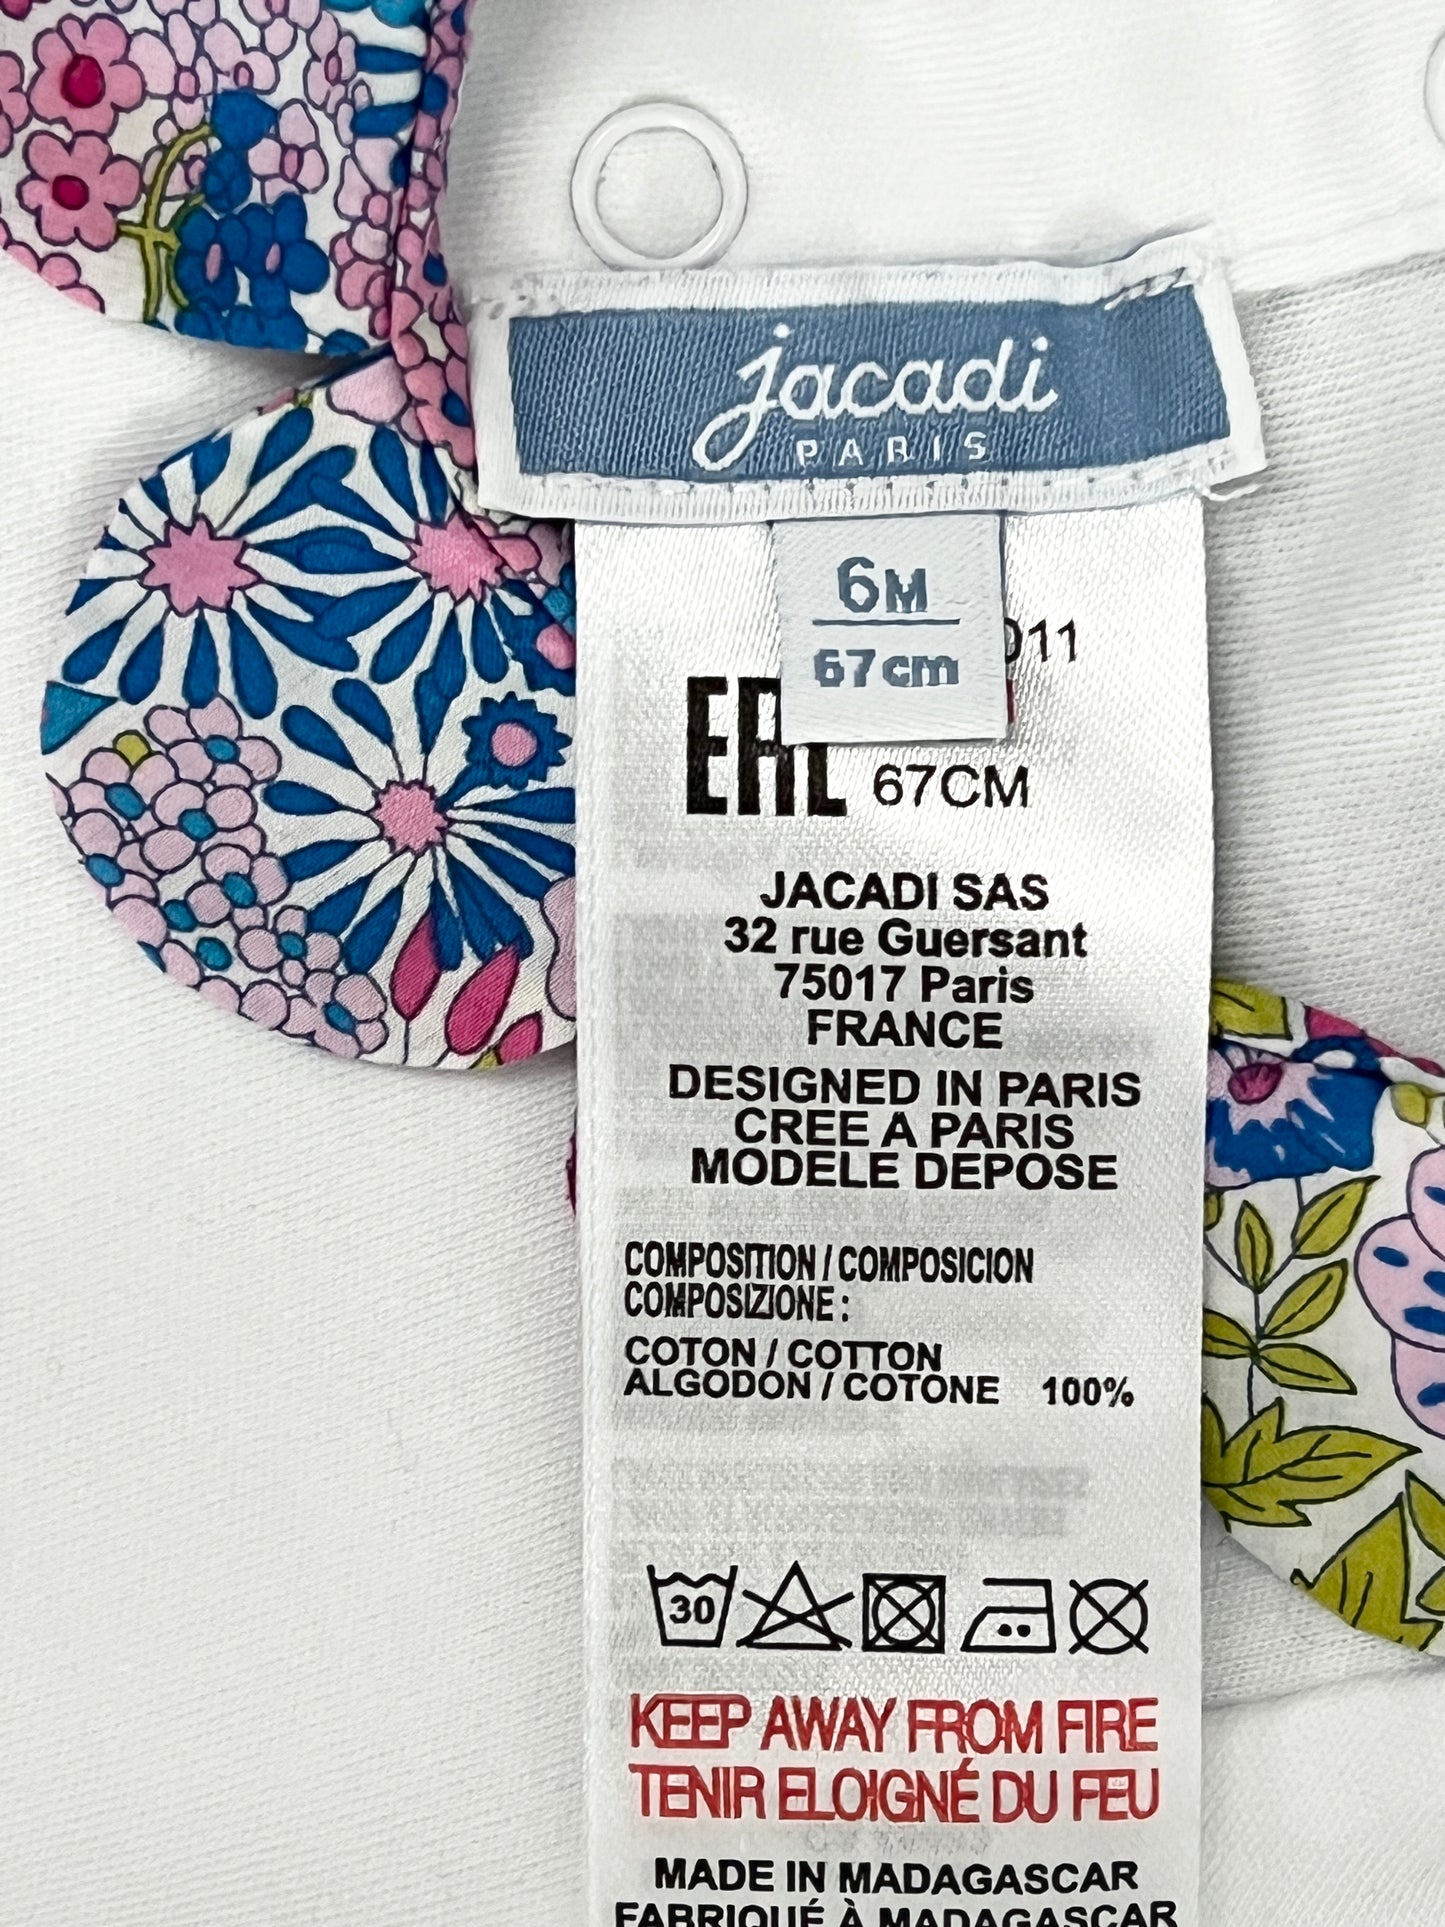 jacadi
PARIS
6M
67cm
011
67CM
JACADI SAS
32 rue Guersant
75017 Paris
FRANCE
DESIGNED IN PARIS
CREE A PARIS
MODELE DEPOSE
COMPOSITION / COMPOSICION
COMPOSIZIONE :
COTON / COTTON
ALGODON / COTONE 100%
30
KEEP AWAY FROM FIRE
TENIR ELOIGNÉ DU FEU
MADE IN MADAGASCAR
FABRIQUÉ À MADAGASCAR